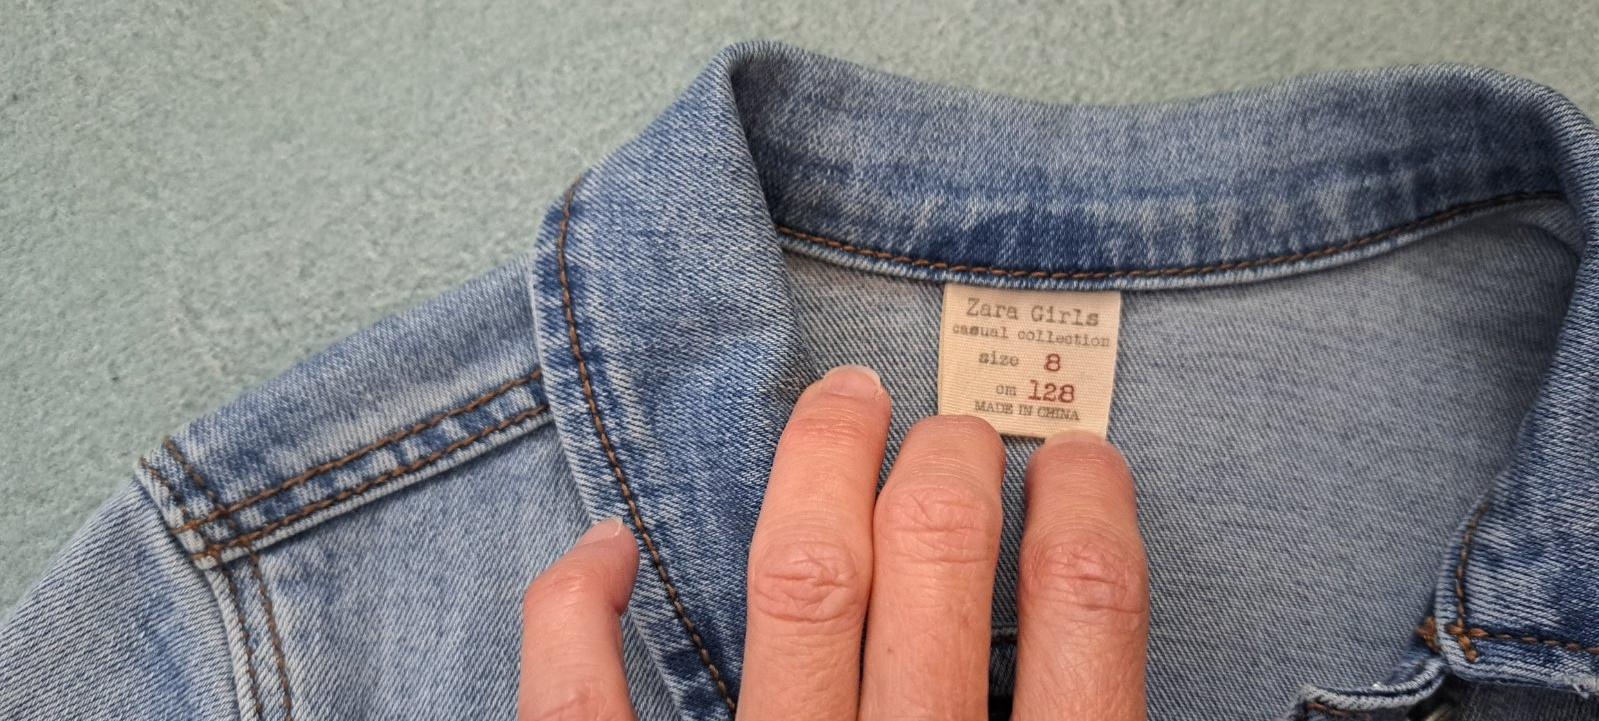 Zara Girls
casual collection
size 8
cm 128
MADE IN CHINA